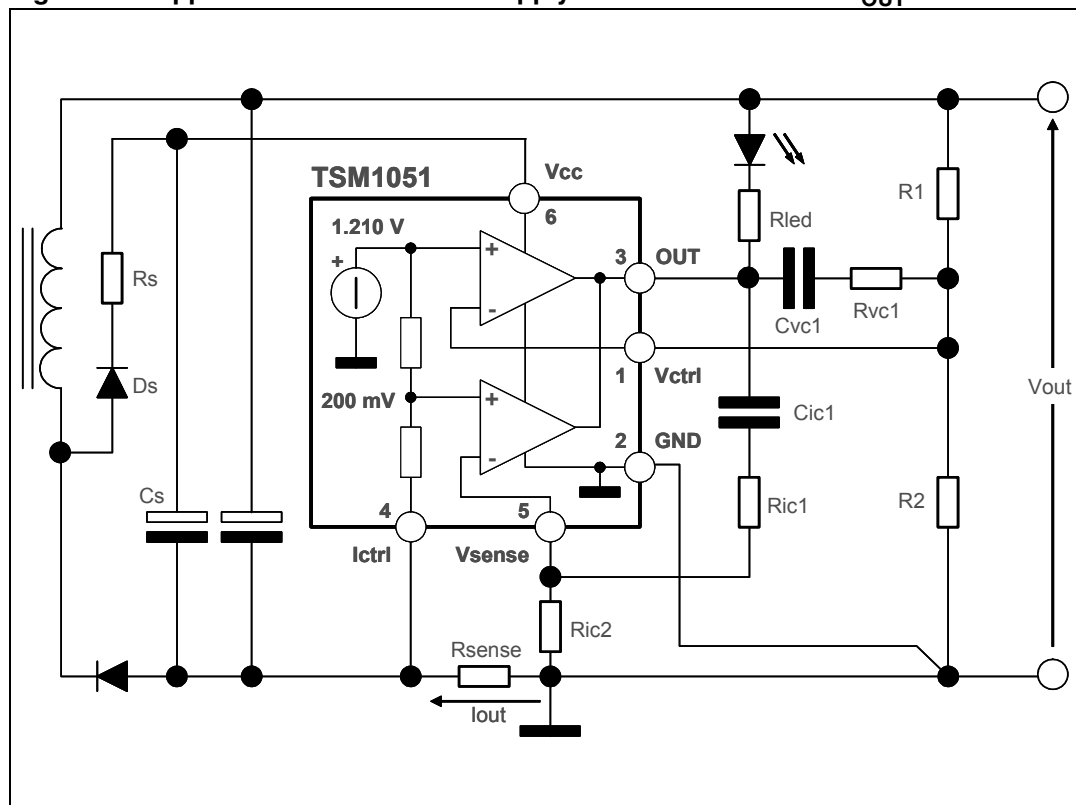 OUT
TSM1051
Vcc
6
1.210 V
+
+
-
3
OUT
R1
Rled
Rs
Cvc1
Rvc1
1
Vctrl
Ds
200 mV
+
-
2
GND
Cic1
Vout
Cs
4
5
Ictrl
Vsense
Ric1
R2
Ric2
Rsense
Iout